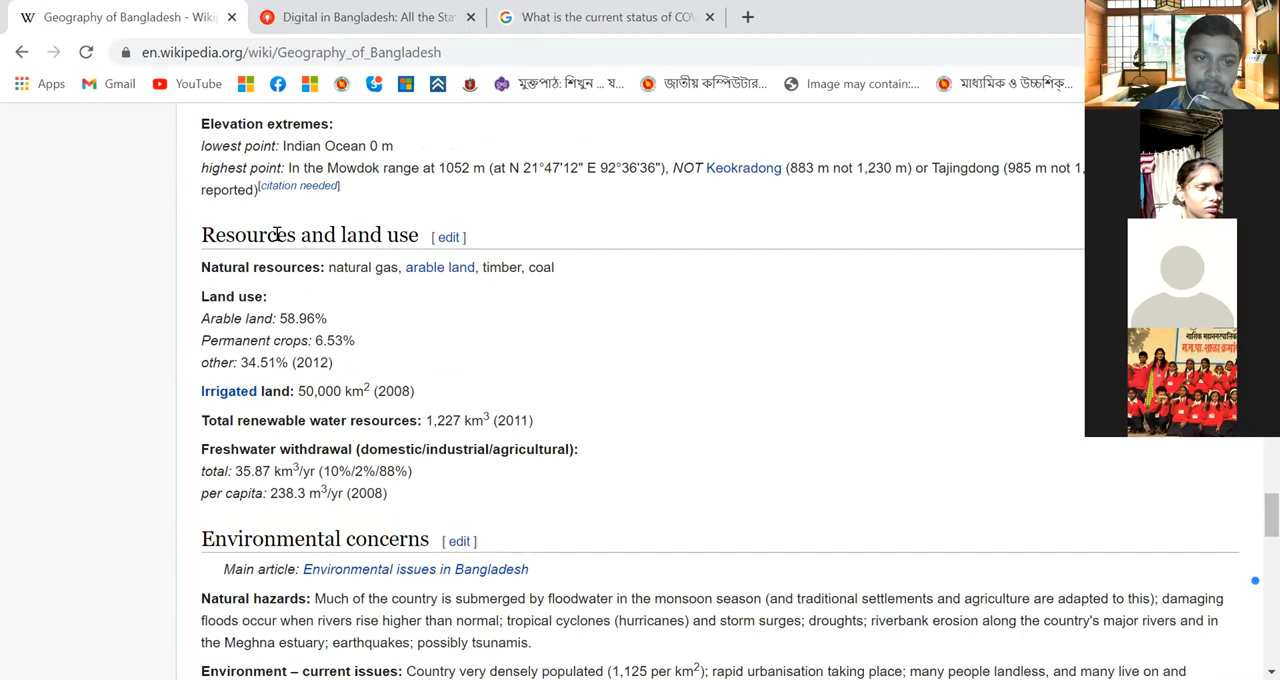 Geography of Bangladesh - Wiki
Digital in Bangladesh: All the Sta
What is the current status of COV
en.wikipedia.org/wiki/Geography_of_Bangladesh
Apps Gmail YouTube মুক্তপাঠ: শিখুন ... য... জাতীয় কম্পিউটার... Image may contain:... মাধ্যমিক ও উচ্চশিক্...
Elevation extremes:
lowest point: Indian Ocean 0 m
highest point: In the Mowdok range at 1052 m (at N 21°47'12" E 92°36'36"), NOT Keokradong (883 m not 1,230 m) or Tajingdong (985 m not 1,
reported)[citation needed]
Resources and land use [ edit ]
Natural resources: natural gas, arable land, timber, coal
Land use:
Arable land: 58.96%
Permanent crops: 6.53%
other: 34.51% (2012)
Irrigated land: 50,000 km2 (2008)
Total renewable water resources: 1,227 km3 (2011)
Freshwater withdrawal (domestic/industrial/agricultural):
total: 35.87 km3/yr (10%/2%/88%)
per capita: 238.3 m3/yr (2008)
Environmental concerns [ edit ]
Main article: Environmental issues in Bangladesh
Natural hazards: Much of the country is submerged by floodwater in the monsoon season (and traditional settlements and agriculture are adapted to this); damaging
floods occur when rivers rise higher than normal; tropical cyclones (hurricanes) and storm surges; droughts; riverbank erosion along the country's major rivers and in
the Meghna estuary; earthquakes; possibly tsunamis.
Environment – current issues: Country very densely populated (1,125 per km2); rapid urbanisation taking place; many people landless, and many live on and